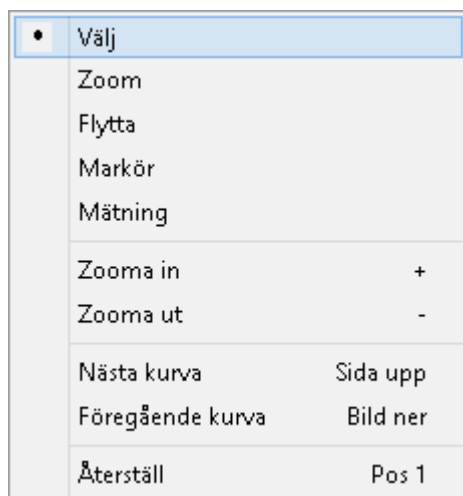 Välj
Zoom
Flytta
Markör
Mätning
Zooma in +
Zooma ut -
Nästa kurva Sida upp
Föregående kurva Bild ner
Återställ Pos 1